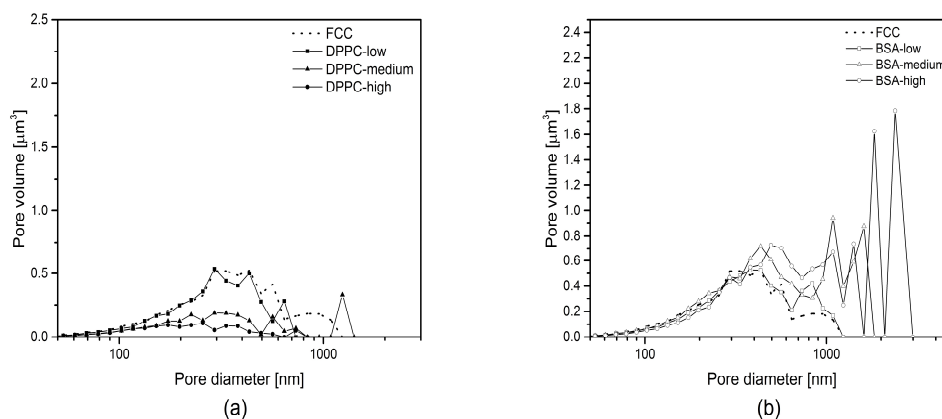 2.5
2.0
1.5
1.0
0.5
0.0
Pore volume [µm³]
FCC
DPPC-low
DPPC-medium
DPPC-high
100
1000
Pore diameter [nm]
(a)
2.4
2.2
2.0
1.8
1.6
1.4
1.2
1.0
0.8
0.6
0.4
0.2
0.0
Pore volume [µm³]
FCC
BSA-low
BSA-medium
BSA-high
100
1000
Pore diameter [nm]
(b)